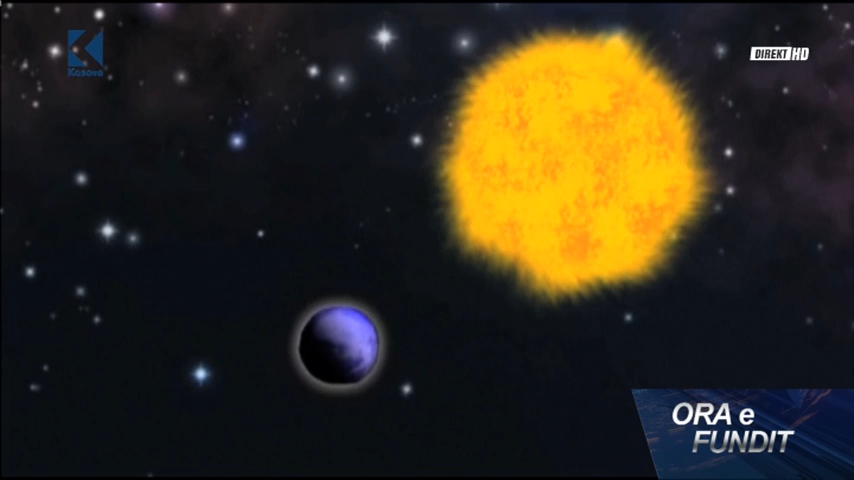 Kosova
DIREKT HD
ORA e
FUNDIT